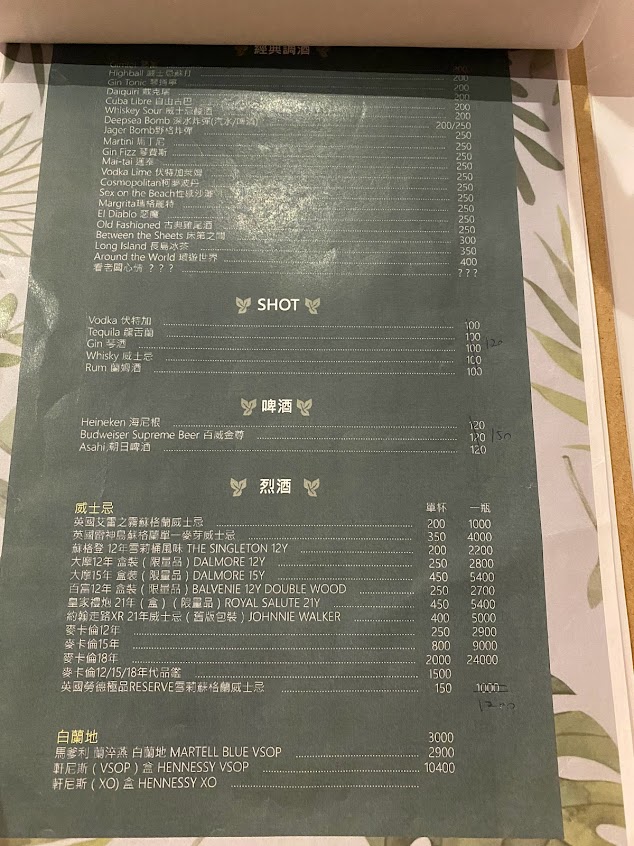 經典調酒
Gimlet 200
Highball 威士忌蘇打 200
Gin Tonic 琴湯寧 200
Daiquiri 黛克瑞 200
Cuba Libre 自由古巴 200
Whiskey Sour 威士忌酸酒 200
Deepsea Bomb 深水炸彈(汽水/啤酒) 200/250
Jager Bomb野格炸彈 250
Martini 馬丁尼 250
Gin Fizz 琴費斯 250
Mai-tai 邁泰 250
Vodka Lime 伏特加萊姆 250
Cosmopolitan柯夢波丹 250
Sex on the Beach性感沙灘 250
Margrita瑪格麗特 250
El Diablo 惡魔 250
Old Fashioned 古典雞尾酒 250
Between the Sheets 床第之間 300
Long Island 長島冰茶 350
Around the World 環遊世界 400
看老闆心情 ? ? ? ? ? ?
SHOT
Vodka 伏特加 100
Tequila 龍舌蘭 100
Gin 琴酒 100 120
Whisky 威士忌 100
Rum 蘭姆酒 100
啤酒
Heineken 海尼根 120
Budweiser Supreme Beer 百威金尊 120 150
Asahi 朝日啤酒 120
烈酒
威士忌 單杯 一瓶
英國艾雷之霧蘇格蘭威士忌 200 1000
英國雷神島蘇格蘭單一麥芽威士忌 350 4000
蘇格登 12年雪莉桶風味 THE SINGLETON 12Y 200 2200
大摩12年 盒裝 (限量品) DALMORE 12Y 250 2800
大摩15年 盒裝 (限量品) DALMORE 15Y 450 5400
百富12年 盒裝 (限量品) BALVENIE 12Y DOUBLE WOOD 250 2700
皇家禮炮 21年 (盒) (限量品) ROYAL SALUTE 21Y 450 5400
約翰走路XR 21年威士忌 (舊版包裝) JOHNNIE WALKER 400 5000
麥卡倫12年 250 2900
麥卡倫15年 800 9000
麥卡倫18年 2000 24000
麥卡倫12/15/18年代品鑑 1500
英國勞德極品RESERVE雪莉蘇格蘭威士忌 150 1000
1200
白蘭地 3000
馬爹利 蘭淬燕 白蘭地 MARTELL BLUE VSOP 2900
軒尼斯 (VSOP) 盒 HENNESSY VSOP 10400
軒尼斯 (XO) 盒 HENNESSY XO